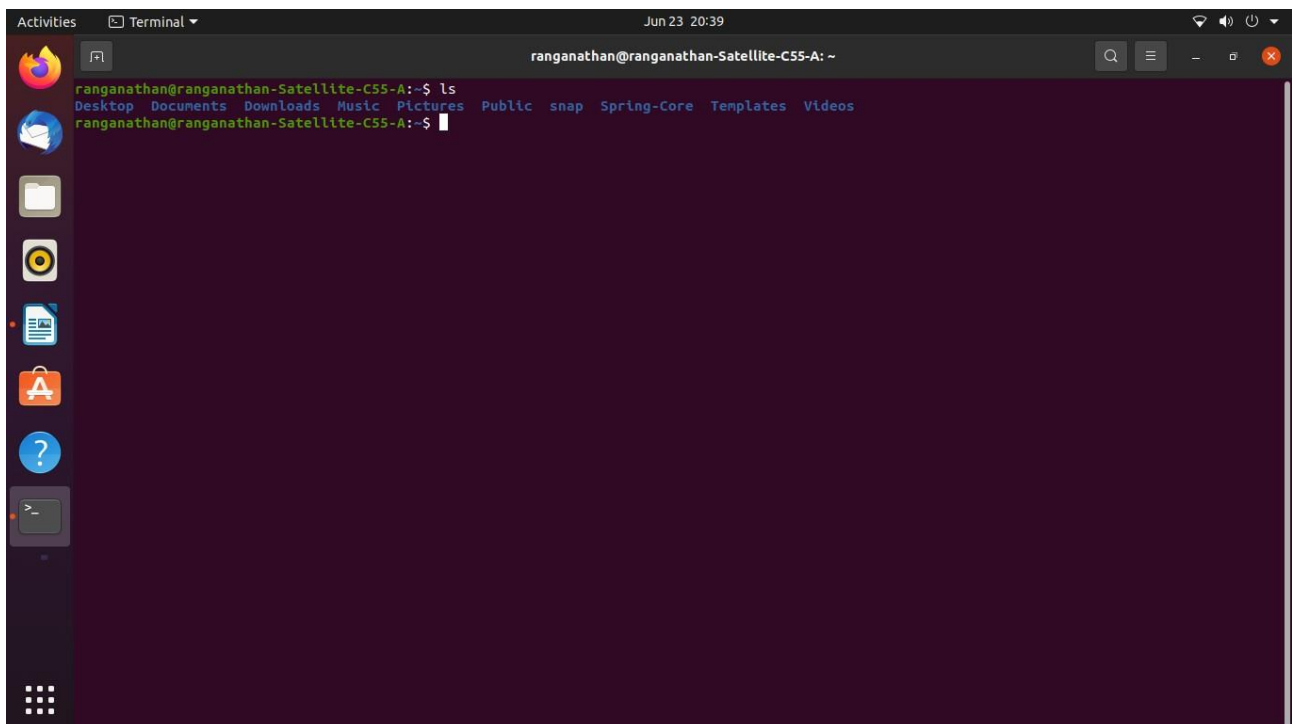 Activities Terminal Jun 23 20:39
ranganathan@ranganathan-Satellite-C55-A: ~
ranganathan@ranganathan-Satellite-C55-A:~$ ls
Desktop Documents Downloads Music Pictures Public snap Spring-Core Templates Videos
ranganathan@ranganathan-Satellite-C55-A:~$